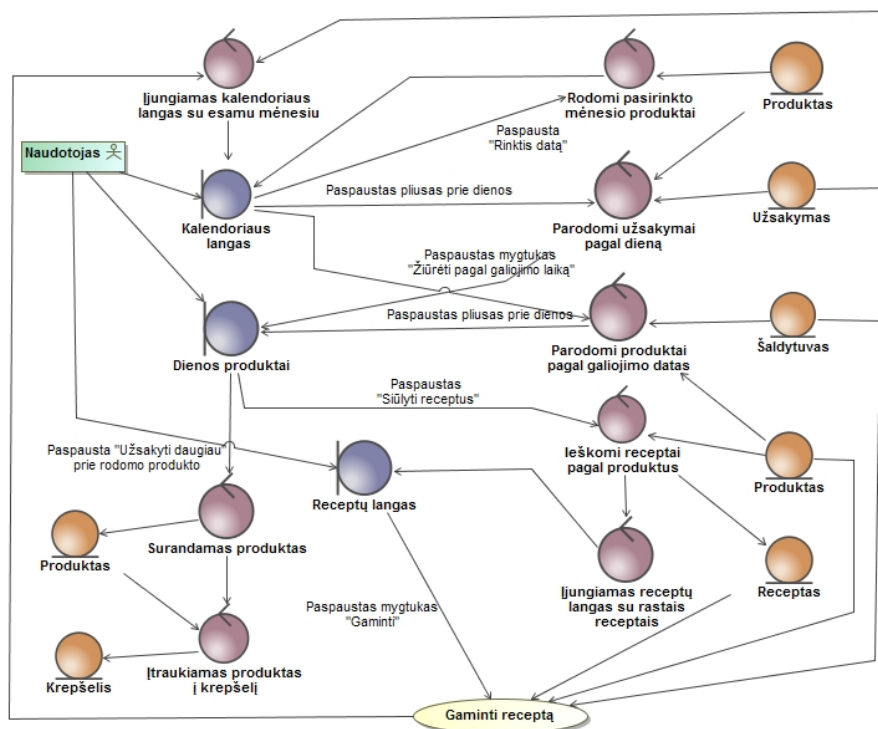 Įjungiamas kalendoriaus
langas su esamu mėnesiu
Rodomi pasirinkto
mėnesio produktai
Produktas
Paspausta
"Rinktis datą"
Naudotojas
Paspaustas pliusas prie dienos
Kalendoriaus
langas
Parodomi užsakymai
pagal dieną
Užsakymas
Paspaustas mygtukas
"Žiūrėti pagal galiojimo laiką"
Paspaustas pliusas prie dienos
Dienos produktai
Parodomi produktai
pagal galiojimo datas
Šaldytuvas
Paspaustas
"Siūlyti receptus"
Paspausta "Užsakyti daugiau"
prie rodomo produkto
Ieškomi receptai
pagal produktus
Produktas
Receptų langas
Surandamas produktas
Produktas
Įjungiamas receptų
langas su rastais
receptais
Receptas
Paspaustas mygtukas
"Gaminti"
Krepšelis
Įtraukiamas produktas
į krepšelį
Gaminti receptą